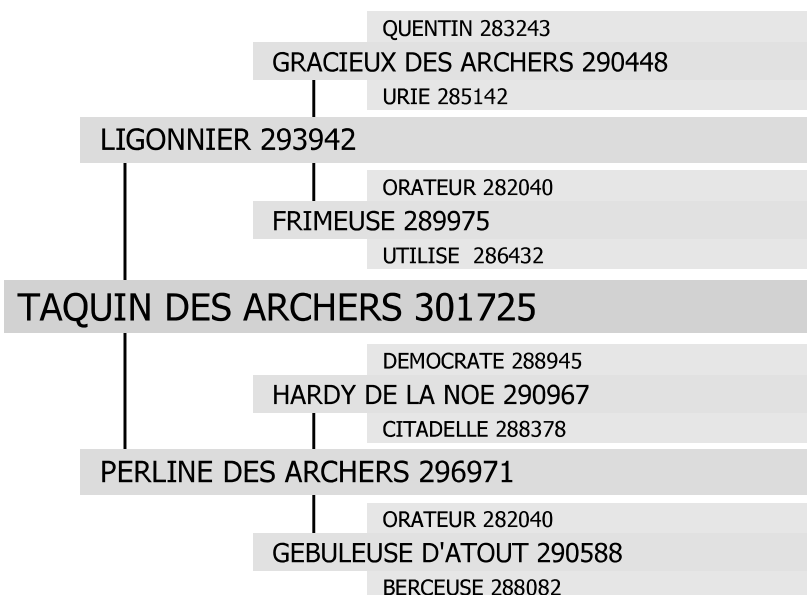 QUENTIN 283243
GRACIEUX DES ARCHERS 290448
URIE 285142
LIGONNIER 293942
ORATEUR 282040
FRIMEUSE 289975
UTILISE  286432
TAQUIN DES ARCHERS 301725
DEMOCRATE 288945
HARDY DE LA NOE 290967
CITADELLE 288378
PERLINE DES ARCHERS 296971
ORATEUR 282040
GEBULEUSE D'ATOUT 290588
BERCEUSE 288082